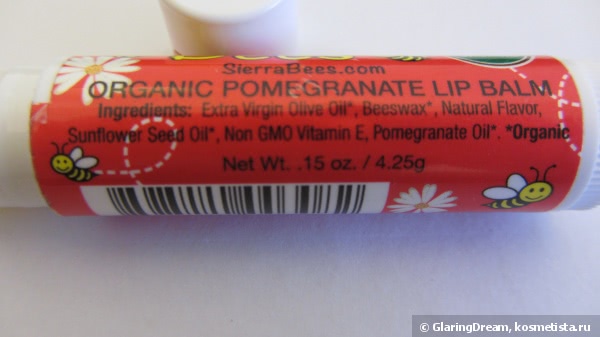 SierraBees.com
ORGANIC POMEGRANATE LIP BALM
Ingredients: Extra Virgin Olive Oil*, Beeswax*, Natural Flavor,
Sunflower Seed Oil*, Non GMO Vitamin E, Pomegranate Oil*. *Organic
Net Wt. .15 oz. / 4.25g
© GlaringDream, kosmetista.ru